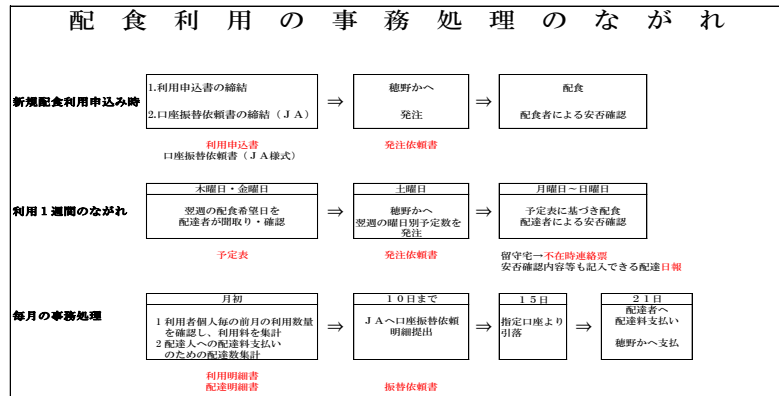 配食利用の事務処理のながれ
新規配食利用申込み時
1.利用申込書の締結
2.口座振替依頼書の締結（ＪＡ）
⇒
穂野かへ
発注
⇒
配食
配食者による安否確認
利用申込書
口座振替依頼書（ＪＡ様式）
発注依頼書
利用１週間のながれ
木曜日・金曜日
翌週の配食希望日を
配達者が聞取り・確認
⇒
土曜日
穂野かへ
翌週の曜日別予定数を
発注
⇒
月曜日～日曜日
予定表に基づき配食
配達者による安否確認
予定表
発注依頼書
留守宅→不在時連絡票
安否確認内容等も記入できる配達日報
毎月の事務処理
月初
１利用者個人毎の前月の利用数量
を確認し、利用料を集計
２配達人への配達料支払い
のための配達数集計
⇒
１０日まで
ＪＡへ口座振替依頼
明細提出
⇒
１５日
指定口座より
引落
⇒
２１日
配達者へ
配達料支払い
穂野かへ支払
利用明細書
配達明細書
振替依頼書